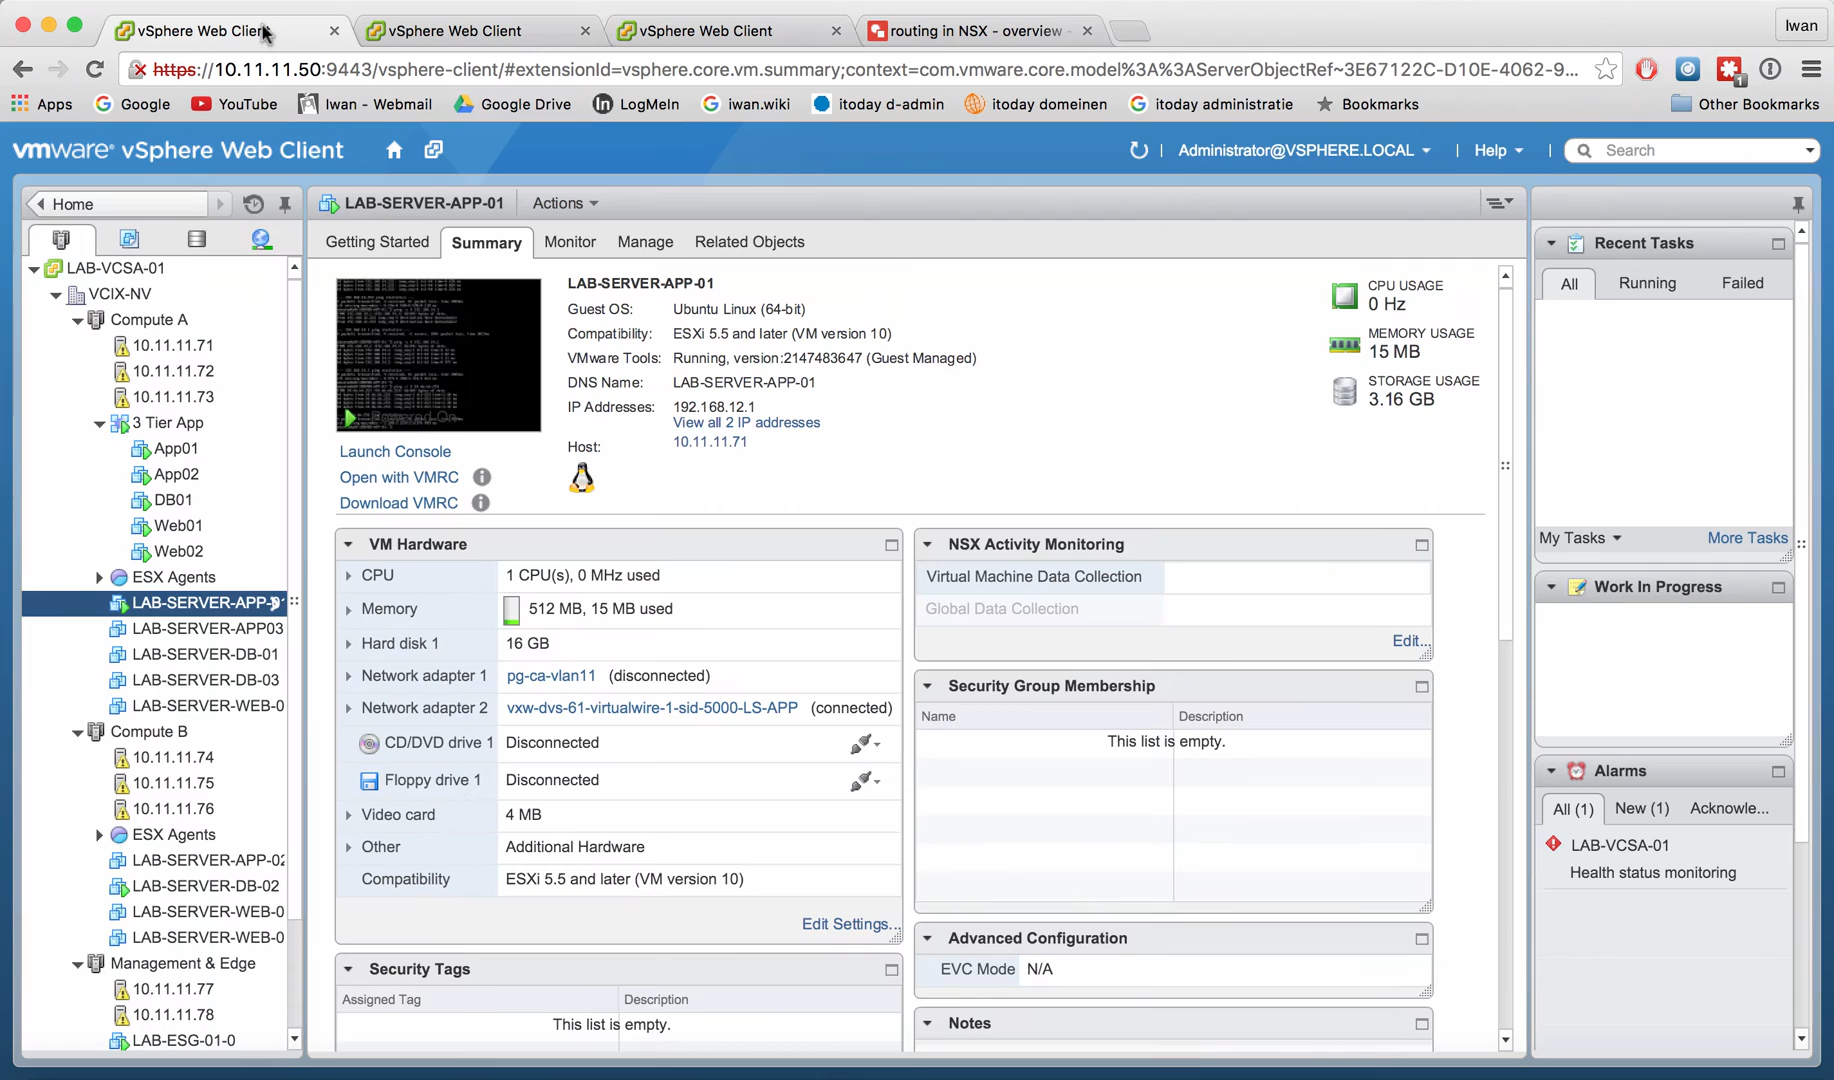 vSphere Web Client
vSphere Web Client
vSphere Web Client
routing in NSX - overview -
Iwan
https://10.11.11.50:9443/vsphere-client/#extensionId=vsphere.core.vm.summary;context=com.vmware.core.model%3A%3AServerObjectRef~3E67122C-D10E-4062-9...
Apps
Google
YouTube
Iwan - Webmail
Google Drive
LogMeIn
iwan.wiki
itoday d-admin
itoday domeinen
itoday administratie
Bookmarks
Other Bookmarks
vmware vSphere Web Client
Administrator@VSPHERE.LOCAL
Help
Search
Home
LAB-VCSA-01
VCIX-NV
Compute A
10.11.11.71
10.11.11.72
10.11.11.73
3 Tier App
App01
App02
DB01
Web01
Web02
ESX Agents
LAB-SERVER-APP-01
LAB-SERVER-APP03
LAB-SERVER-DB-01
LAB-SERVER-DB-03
LAB-SERVER-WEB-0
Compute B
10.11.11.74
10.11.11.75
10.11.11.76
ESX Agents
LAB-SERVER-APP-02
LAB-SERVER-DB-02
LAB-SERVER-WEB-0
LAB-SERVER-WEB-0
Management & Edge
10.11.11.77
10.11.11.78
LAB-ESG-01-0
LAB-SERVER-APP-01
Actions
Getting Started
Summary
Monitor
Manage
Related Objects
Powered On
Launch Console
Open with VMRC
Download VMRC
LAB-SERVER-APP-01
Guest OS: Ubuntu Linux (64-bit)
Compatibility: ESXi 5.5 and later (VM version 10)
VMware Tools: Running, version:2147483647 (Guest Managed)
DNS Name: LAB-SERVER-APP-01
IP Addresses: 192.168.12.1
View all 2 IP addresses
Host: 10.11.11.71
CPU USAGE
0 Hz
MEMORY USAGE
15 MB
STORAGE USAGE
3.16 GB
VM Hardware
CPU 1 CPU(s), 0 MHz used
Memory 512 MB, 15 MB used
Hard disk 1 16 GB
Network adapter 1 pg-ca-vlan11 (disconnected)
Network adapter 2 vxw-dvs-61-virtualwire-1-sid-5000-LS-APP (connected)
CD/DVD drive 1 Disconnected
Floppy drive 1 Disconnected
Video card 4 MB
Other Additional Hardware
Compatibility ESXi 5.5 and later (VM version 10)
Edit Settings...
Security Tags
Assigned Tag Description
This list is empty.
NSX Activity Monitoring
Virtual Machine Data Collection
Global Data Collection
Edit...
Security Group Membership
Name Description
This list is empty.
Advanced Configuration
EVC Mode N/A
Notes
Recent Tasks
All Running Failed
My Tasks More Tasks
Work In Progress
Alarms
All (1) New (1) Acknowle...
LAB-VCSA-01
Health status monitoring